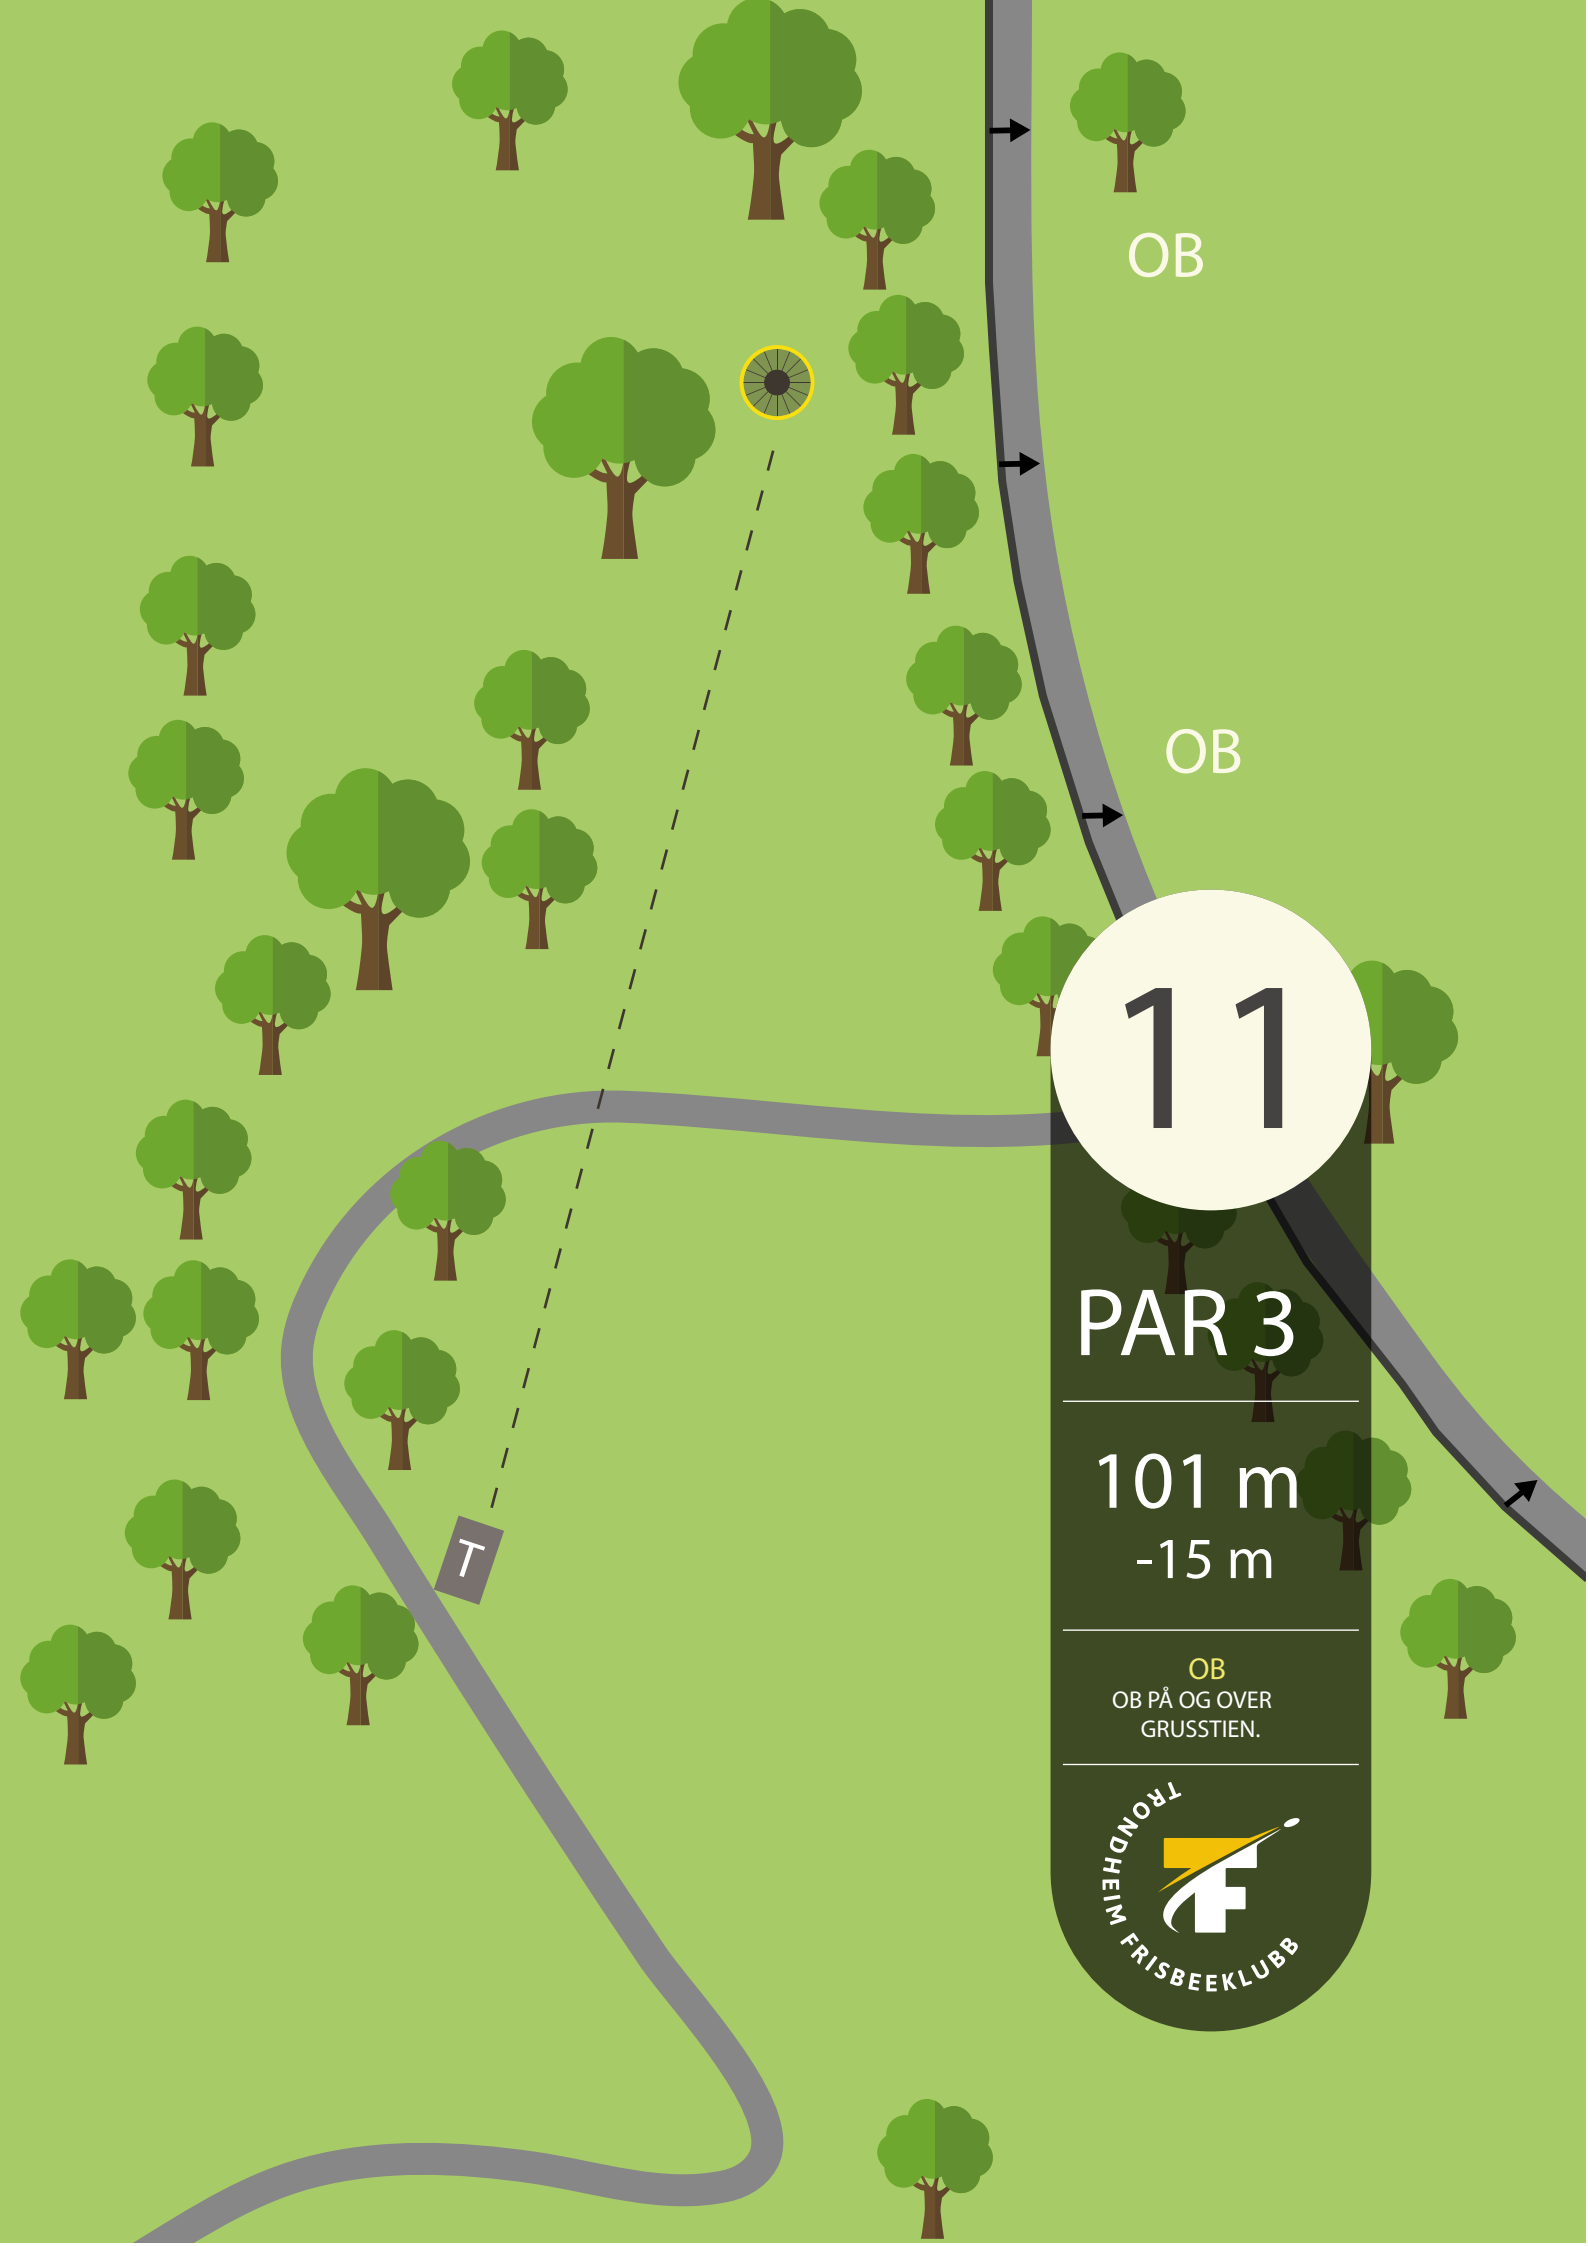 OB
OB
11
PAR 3
101 m
-15 m
T
OB
OB PÅ OG OVER
GRUSSTIEN.
TRONDHEIM FRISBEEKLUBB